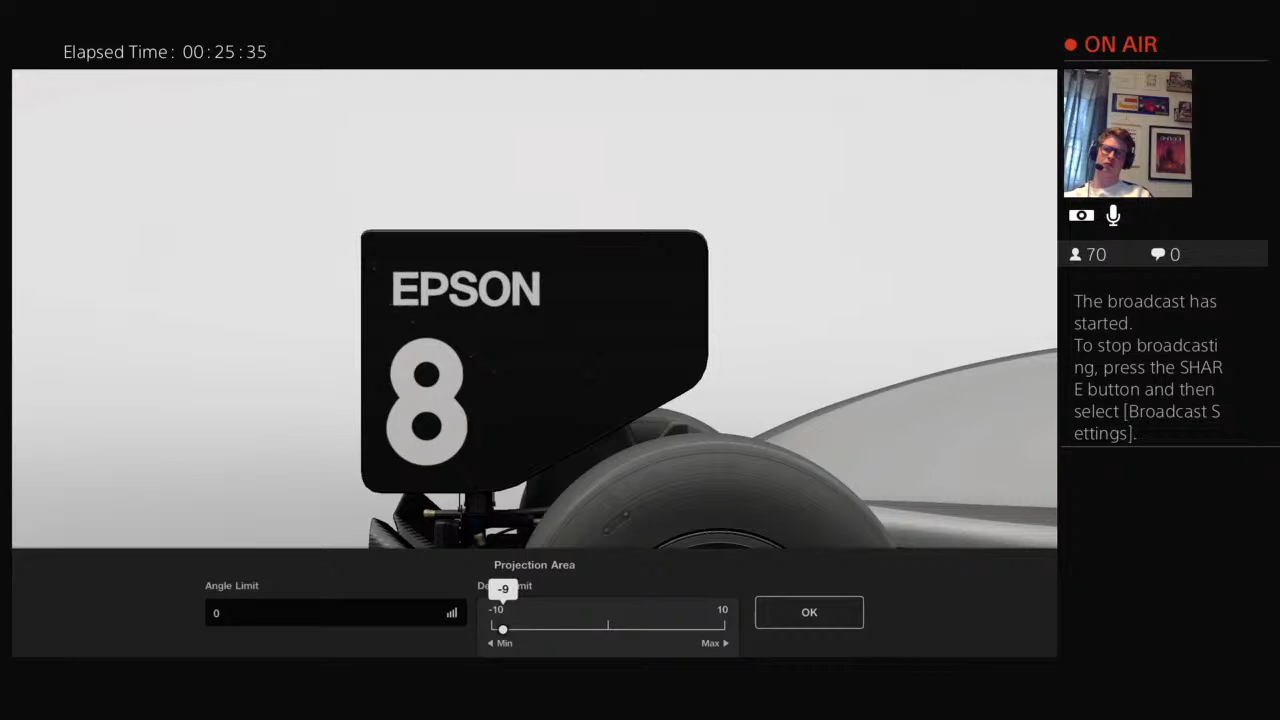 Elapsed Time: 00:25:35
ON AIR
70
0
The broadcast has
started.
To stop broadcasti
ng, press the SHAR
E button and then
select [Broadcast S
ettings].
EPSON
8
Projection Area
Angle Limit
0
-9
-10
10
Min
Max
OK